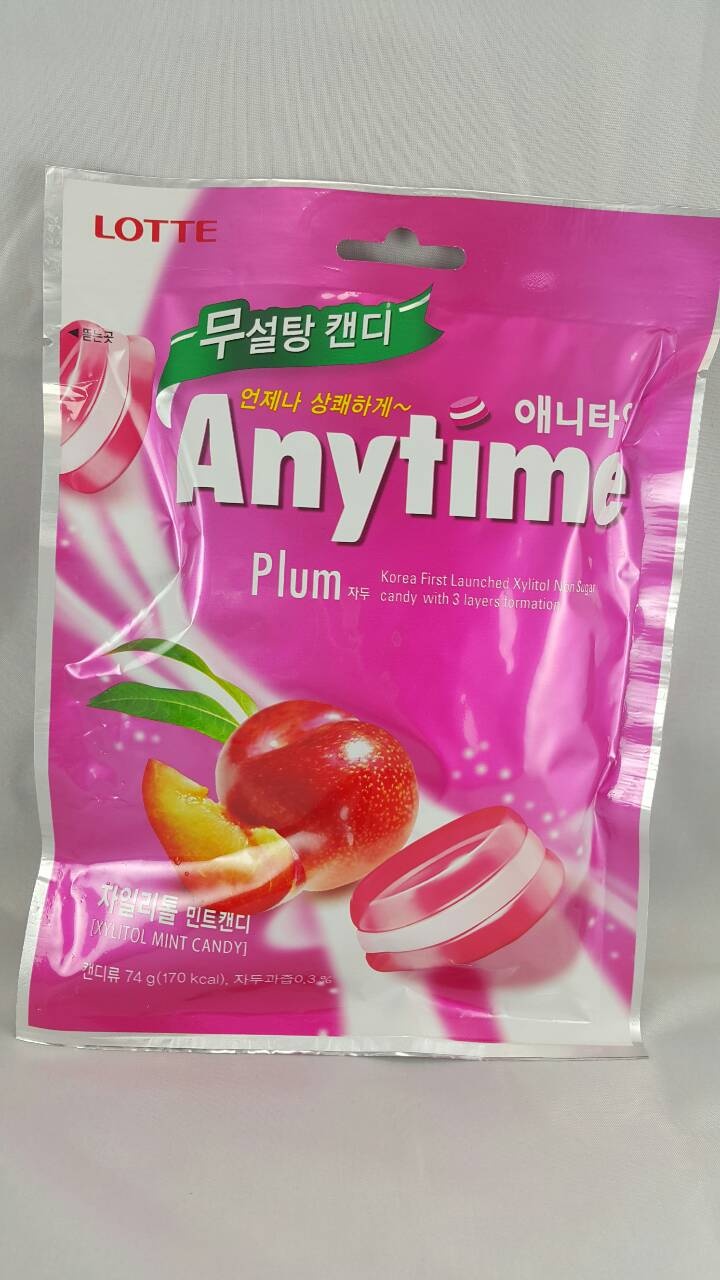 LOTTE
◀뜯는곳
무설탕 캔디
언제나 상쾌하게~
애니타
Anytime
Plum 자두
Korea First Launched Xylitol Non Sugar
candy with 3 layers formation
자일리톨 민트캔디
[XYLITOL MINT CANDY]
캔디류 74 g(170 kcal), 자두과즙0.3%